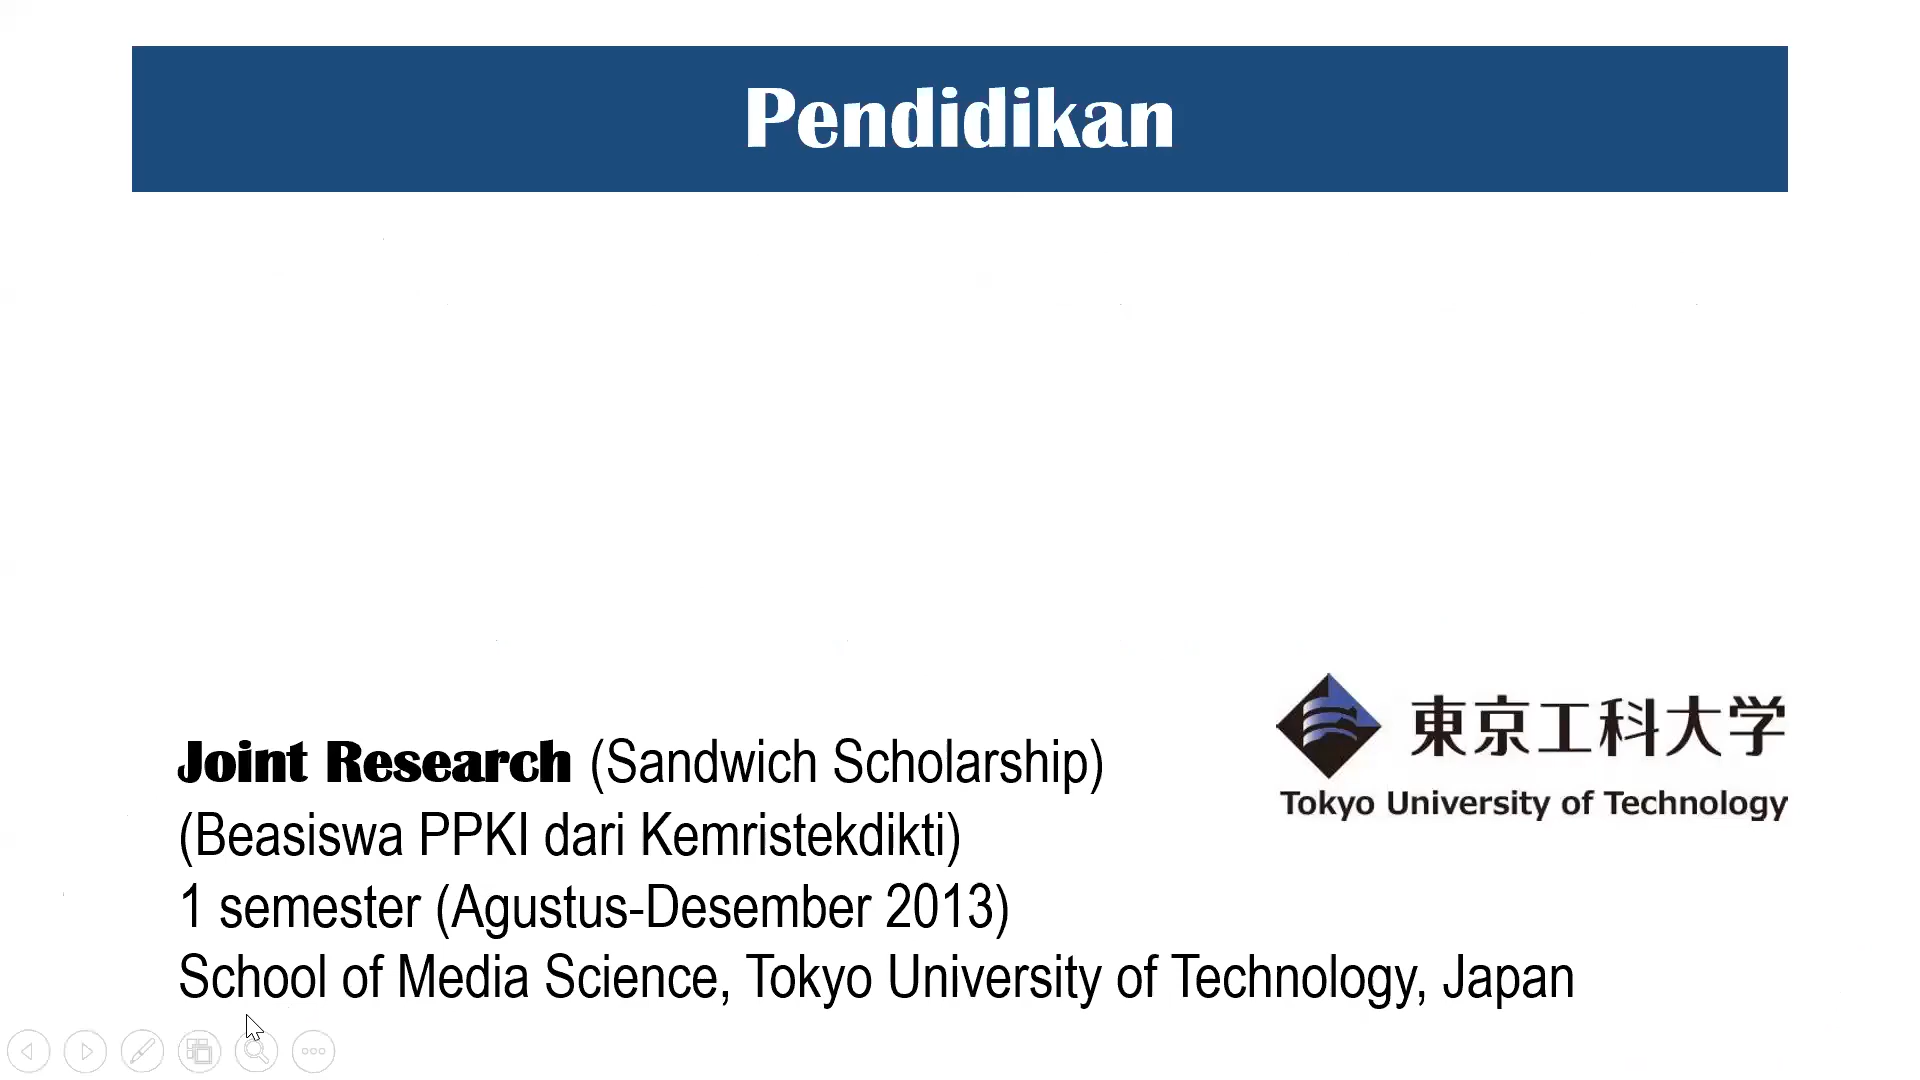 Pendidikan
東京工科大学
Tokyo University of Technology
Joint Research (Sandwich Scholarship)
(Beasiswa PPKI dari Kemristekdikti)
1 semester (Agustus-Desember 2013)
School of Media Science, Tokyo University of Technology, Japan